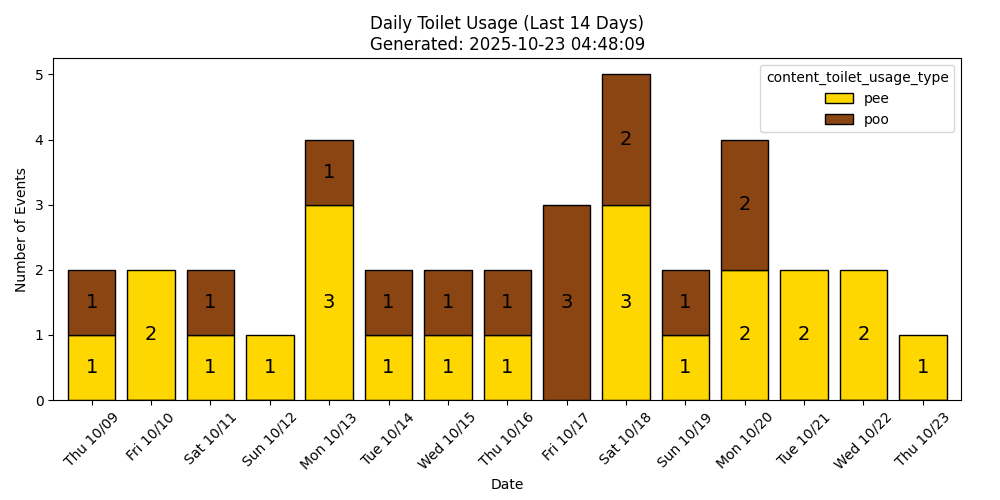 Daily Toilet Usage (Last 14 Days)
Generated: 2025-10-23 04:48:09
content_toilet_usage_type
pee
poo
Number of Events
5
4
3
2
1
0
1 1 2 1 1 1 3 1 1 1 1 1 1 1 3 3 2 1 1 2 2 2 2 1
Thu 10/09
Fri 10/10
Sat 10/11
Sun 10/12
Mon 10/13
Tue 10/14
Wed 10/15
Thu 10/16
Fri 10/17
Sat 10/18
Sun 10/19
Mon 10/20
Tue 10/21
Wed 10/22
Thu 10/23
Date